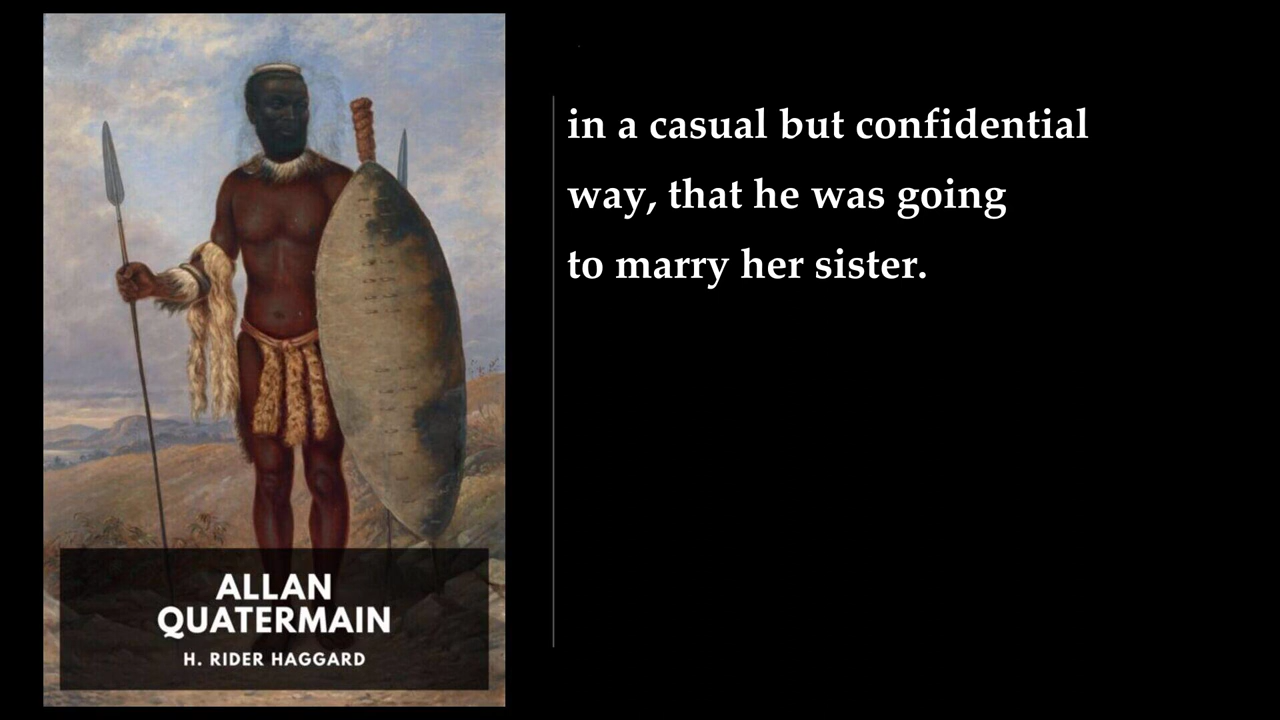 in a casual but confidential
way, that he was going
to marry her sister.
ALLAN
QUATERMAIN
H. RIDER HAGGARD